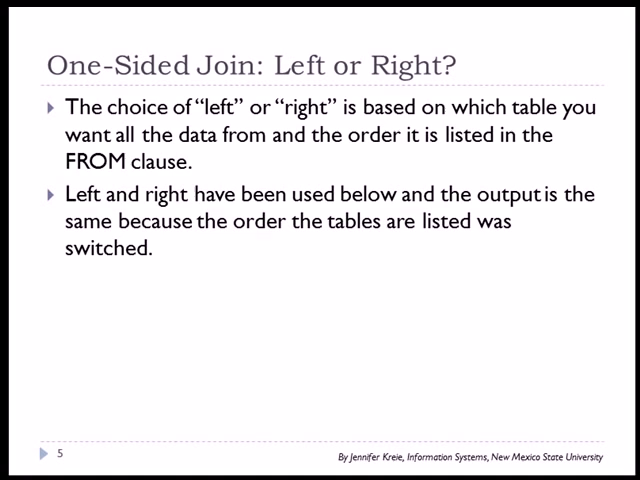 One-Sided Join: Left or Right?
The choice of “left” or “right” is based on which table you
want all the data from and the order it is listed in the
FROM clause.
Left and right have been used below and the output is the
same because the order the tables are listed was
switched.
5
By Jennifer Kreie, Information Systems, New Mexico State University